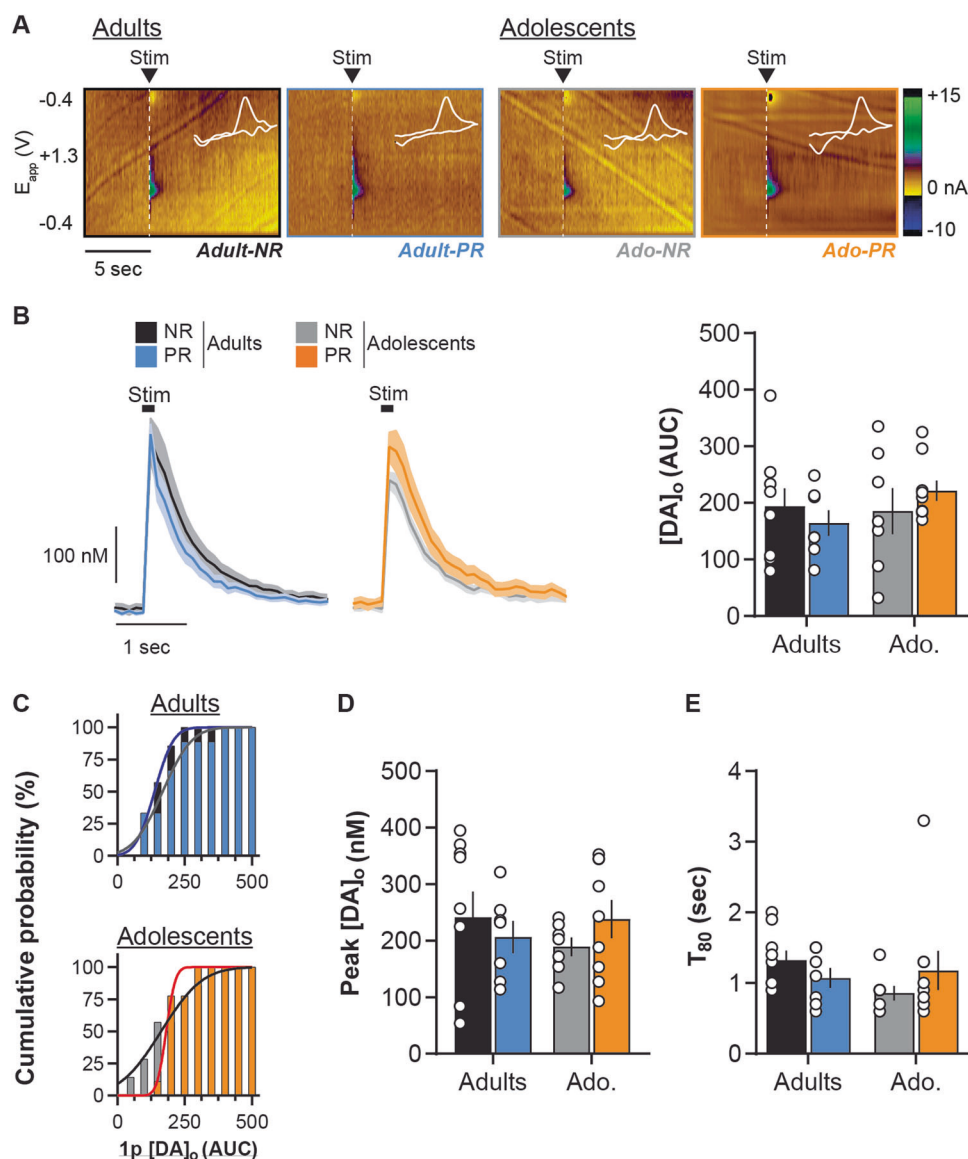 A
Adults
Adolescents
Stim
Stim
Stim
Stim
E_app (V)
-0.4
+1.3
-0.4
+15
0 nA
-10
Adult-NR
Adult-PR
Ado-NR
Ado-PR
5 sec
B
NR
PR
Adults
NR
PR
Adolescents
Stim
Stim
100 nM
1 sec
[DA]o (AUC)
500
400
300
200
100
0
Adults
Ado.
C
Cumulative probability (%)
Adults
100
75
50
25
0
0
250
500
Adolescents
100
75
50
25
0
0
250
500
1p [DA]o (AUC)
D
Peak [DA]o (nM)
500
400
300
200
100
0
Adults
Ado.
E
T80 (sec)
4
3
2
1
0
Adults
Ado.